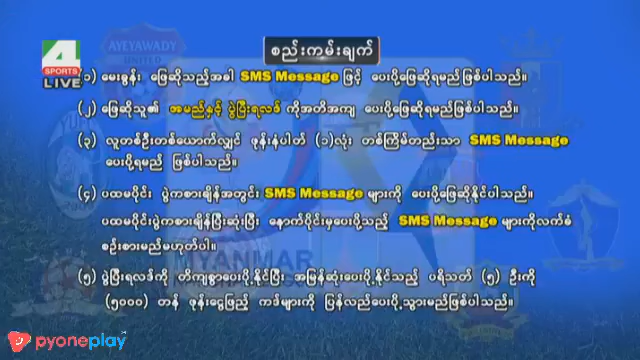 AYEYAWADY
UNITED
4
SPORTS
LIVE
စည်းကမ်းချက်
(၁) မေးခွန်း ဖြေဆိုသည့်အခါ SMS Message ဖြင့် ပေးပို့ဖြေဆိုရမည်ဖြစ်ပါသည်။
(၂) ဖြေဆိုသူ၏ အမည်နှင့် ပွဲပြီးရလဒ် ကိုအတိအကျ ပေးပို့ဖြေဆိုရမည်ဖြစ်ပါသည်။
(၃) လူတစ်ဦးတစ်ယောက်လျှင် ဖုန်းနံပါတ် (၁)လုံး တစ်ကြိမ်တည်းသာ SMS Message
ပေးပို့ရမည် ဖြစ်ပါသည်။
(၄) ပထမပိုင်း ပွဲကစားချိန်အတွင်း SMS Message များကို ပေးပို့ဖြေဆိုနိုင်ပါသည်။
ပထမပိုင်းပွဲကစားချိန်ပြီးဆုံးပြီး နောက်ပိုင်းမှပေးပို့သည့် SMS Message များကိုလက်ခံ
စဉ်းစားမည်မဟုတ်ပါ။
(၅) ပွဲပြီးရလဒ်ကို တိကျစွာပေးပို့နိုင်ပြီး အမြန်ဆုံးပေးပို့နိုင်သည့် ပရိသတ် (၅) ဦးကို
(၅၀၀၀) တန် ဖုန်းငွေဖြည့် ကဒ်များကို ပြန်လည်ပေးပို့သွားမည်ဖြစ်ပါသည်။
MYANMAR
pyoneplay